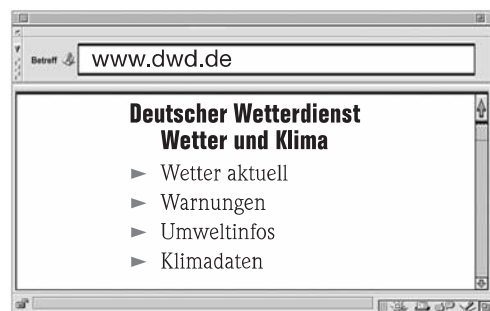 Betreff
www.dwd.de
Deutscher Wetterdienst
Wetter und Klima
► Wetter aktuell
► Warnungen
► Umweltinfos
► Klimadaten